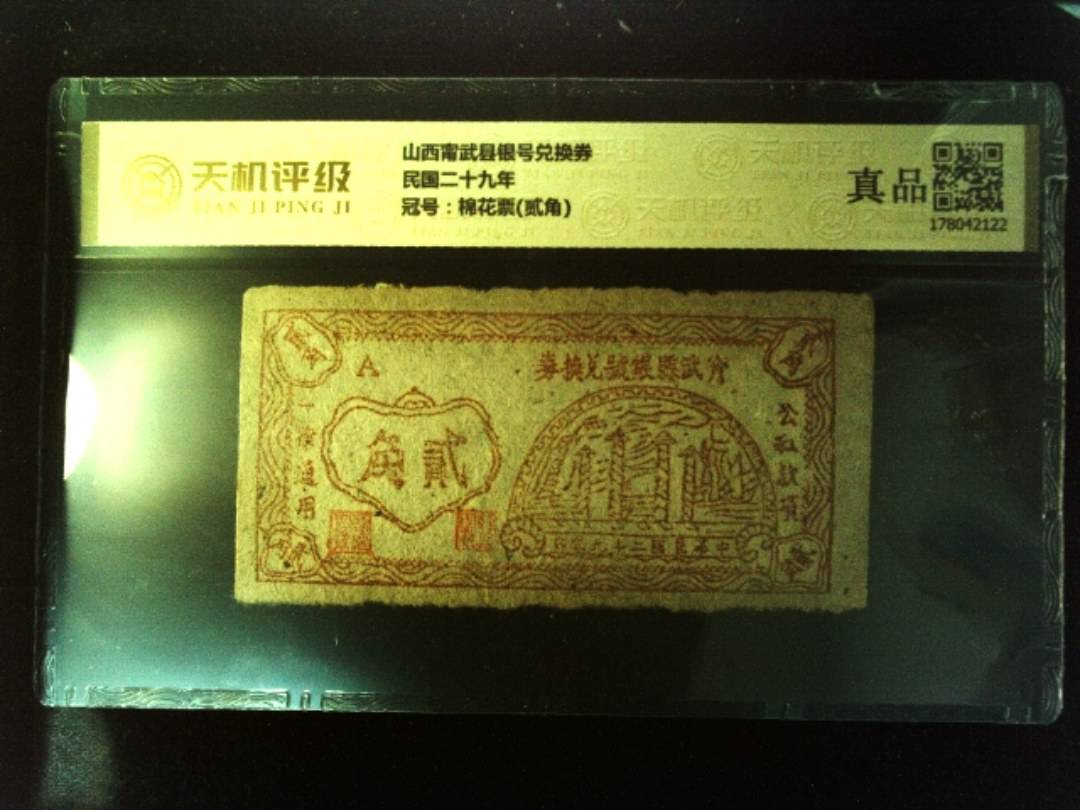 天机评级
TIAN JI PING JI
山西甯武县银号兑换券
民国二十九年
冠号：棉花票(贰角)
真品
178042122
甯武縣銀號兌換券
A
公私款項
貳角
一律通用